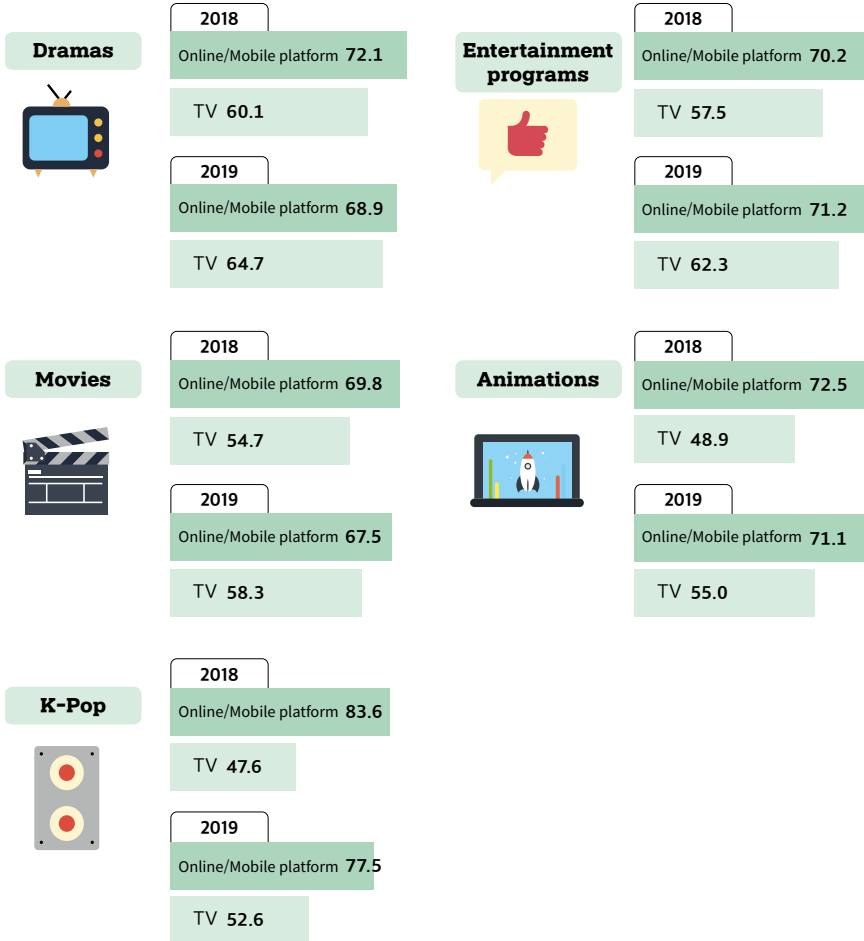 Dramas
2018
Online/Mobile platform 72.1
TV 60.1
2019
Online/Mobile platform 68.9
TV 64.7
Entertainment
programs
2018
Online/Mobile platform 70.2
TV 57.5
2019
Online/Mobile platform 71.2
TV 62.3
Movies
2018
Online/Mobile platform 69.8
TV 54.7
2019
Online/Mobile platform 67.5
TV 58.3
Animations
2018
Online/Mobile platform 72.5
TV 48.9
2019
Online/Mobile platform 71.1
TV 55.0
K-Pop
2018
Online/Mobile platform 83.6
TV 47.6
2019
Online/Mobile platform 77.5
TV 52.6